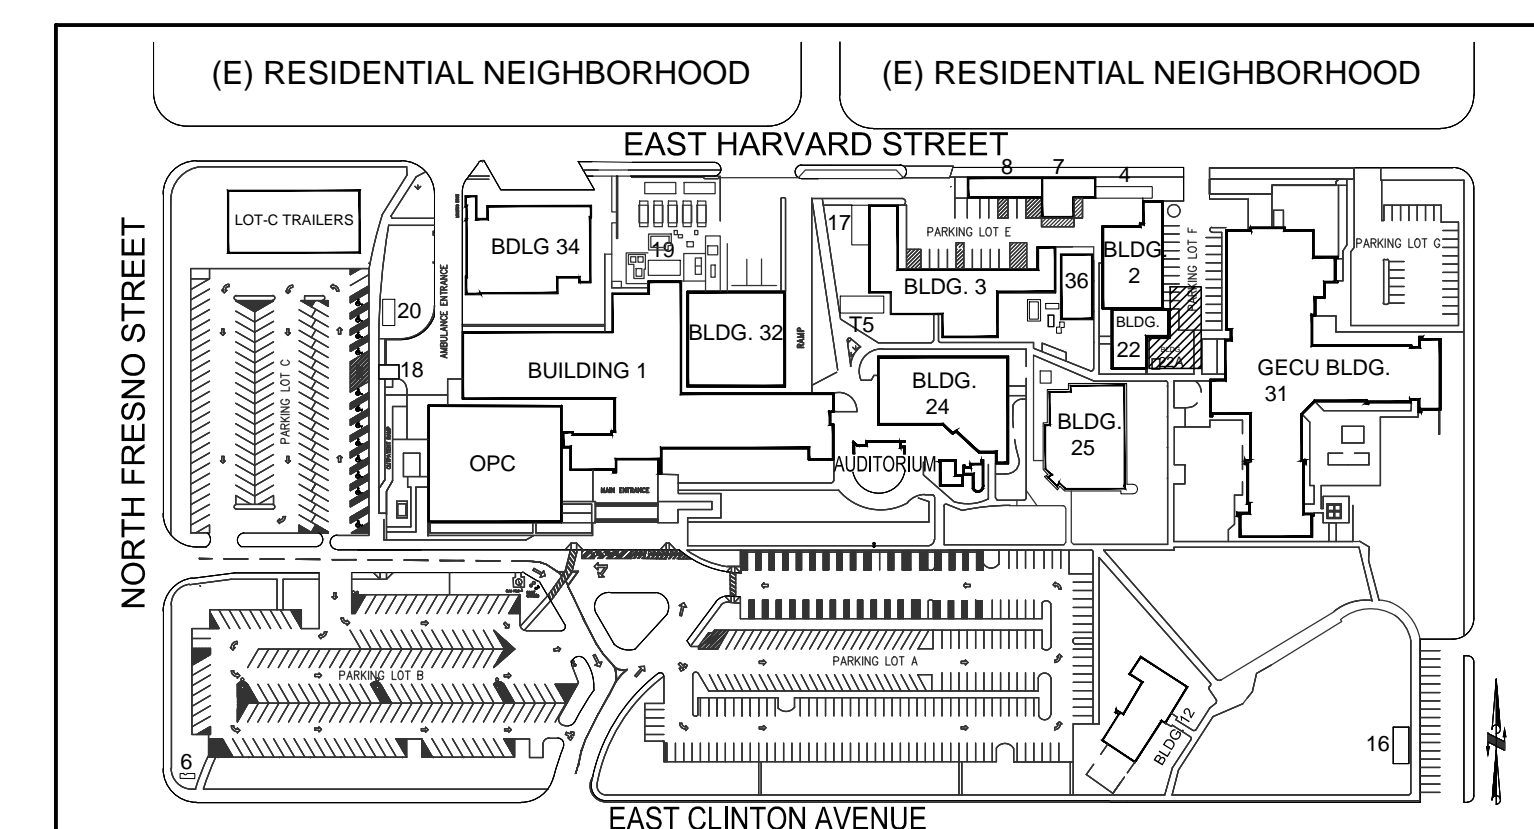 (E) RESIDENTIAL NEIGHBORHOOD
(E) RESIDENTIAL NEIGHBORHOOD
EAST HARVARD STREET
8
7
4
LOT-C TRAILERS
BDLG 34
19
17
PARKING LOT E
BLDG.
2
PARKING LOT F
PARKING LOT G
NORTH FRESNO STREET
20
AMBULANCE ENTRANCE
BLDG. 3
36
T5
BLDG. 32
RAMP
BLDG.
22
PARKING LOT C
18
BUILDING 1
BLDG.
24
GECU BLDG.
31
BLDG.
25
OPC
AUDITORIUM
MAIN ENTRANCE
PARKING LOT B
PARKING LOT A
BLDG. 12
16
6
N
EAST CLINTON AVENUE